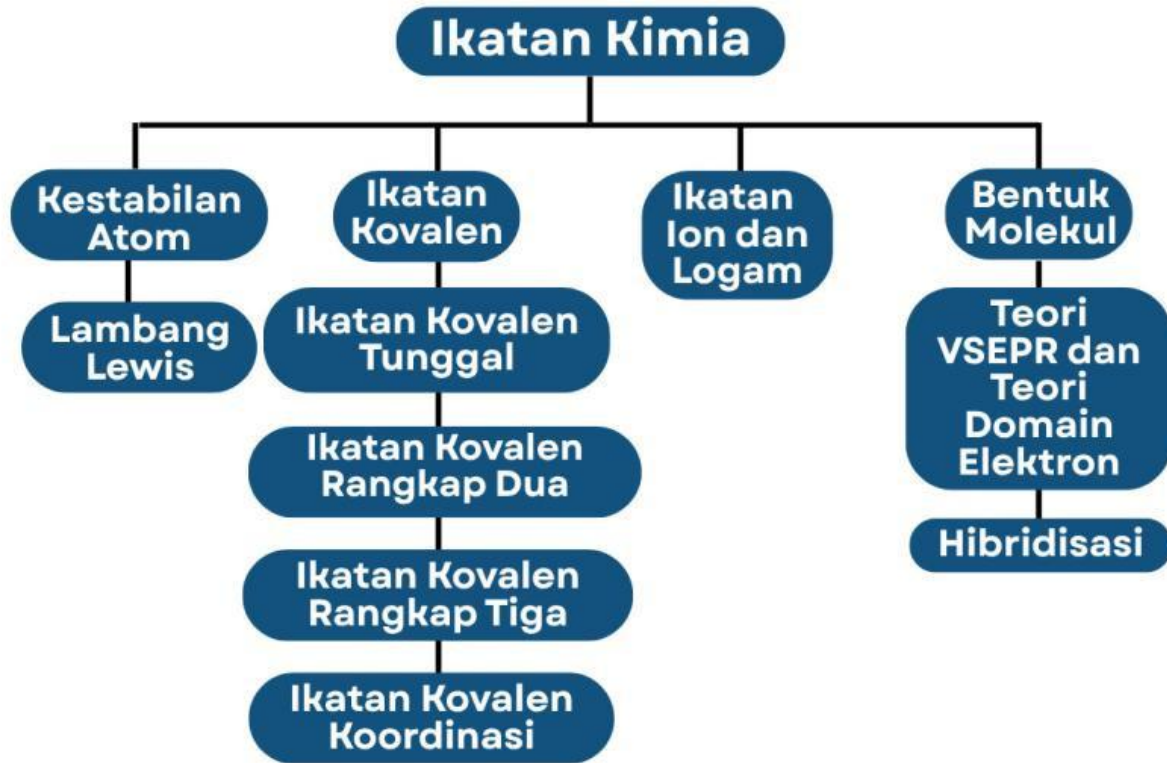 Ikatan Kimia
Kestabilan
Atom
Lambang
Lewis
Ikatan
Kovalen
Ikatan Kovalen
Tunggal
Ikatan Kovalen
Rangkap Dua
Ikatan Kovalen
Rangkap Tiga
Ikatan Kovalen
Koordinasi
Ikatan
Ion dan
Logam
Bentuk
Molekul
Teori
VSEPR dan
Teori
Domain
Elektron
Hibridisasi